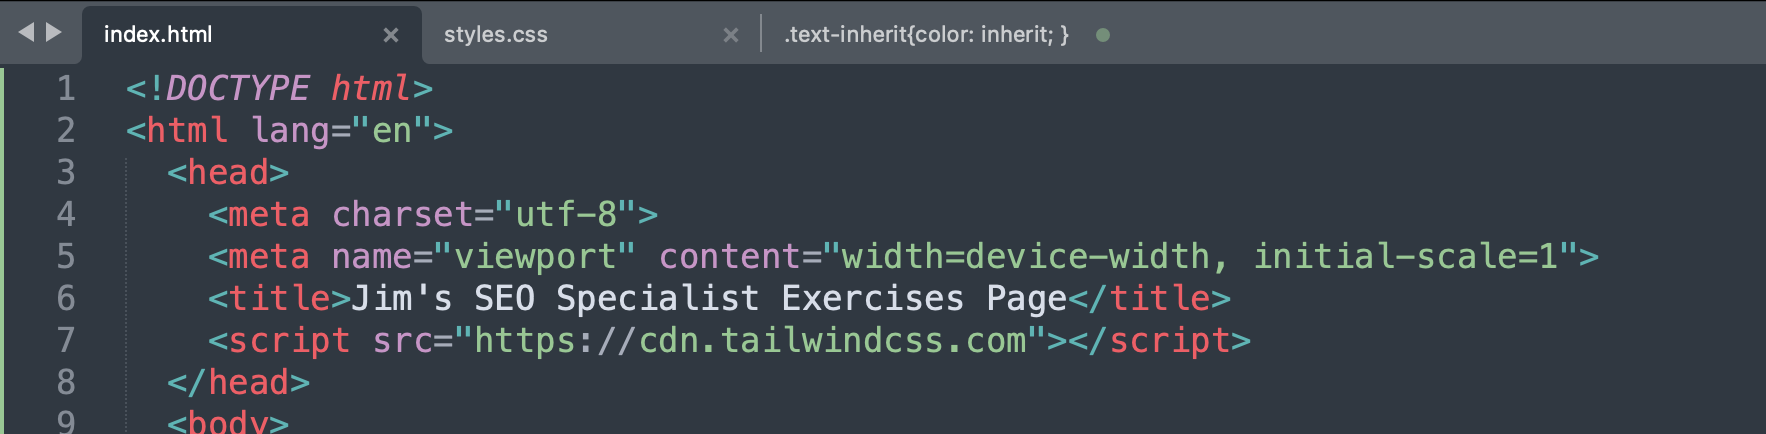 index.html styles.css .text-inherit{color: inherit; }
1 <!DOCTYPE html>
2 <html lang="en">
3 <head>
4 <meta charset="utf-8">
5 <meta name="viewport" content="width=device-width, initial-scale=1">
6 <title>Jim's SEO Specialist Exercises Page</title>
7 <script src="https://cdn.tailwindcss.com"></script>
8 </head>
9 <body>